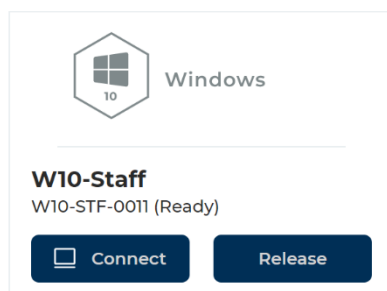 10
Windows
W10-Staff
W10-STF-0011 (Ready)
Connect
Release